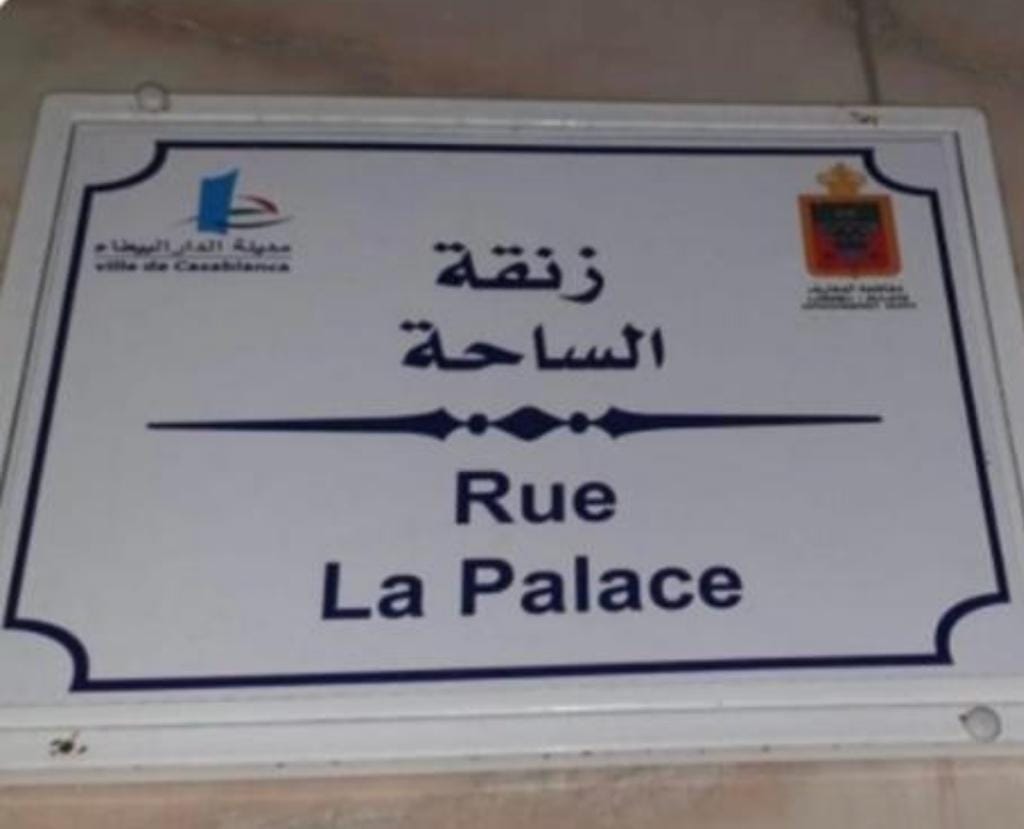 مدينة الدار البيضاء
ville de Casablanca
زنقة
الساحة
Rue
La Palace